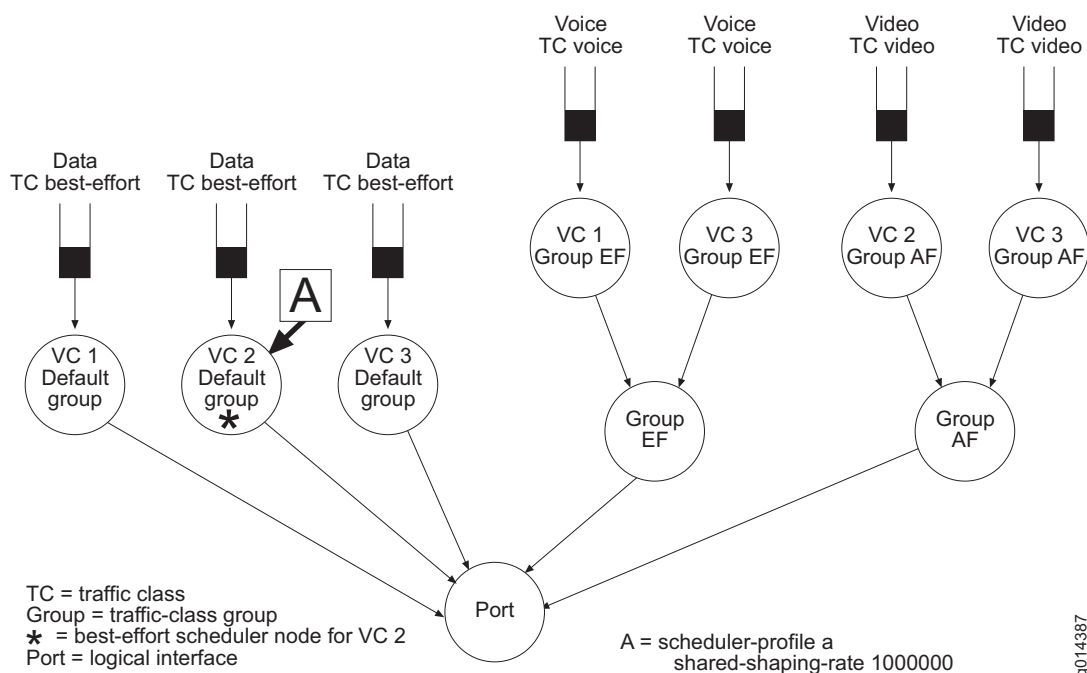 Voice
TC voice
Voice
TC voice
Video
TC video
Video
TC video
Data
TC best-effort
Data
TC best-effort
Data
TC best-effort
VC 1
Group EF
VC 3
Group EF
VC 2
Group AF
VC 3
Group AF
A
VC 1
Default
group
VC 2
Default
group
*
VC 3
Default
group
Group
EF
Group
AF
Port
TC = traffic class
Group = traffic-class group
* = best-effort scheduler node for VC 2
Port = logical interface
A = scheduler-profile a
shared-shaping-rate 1000000
g014387